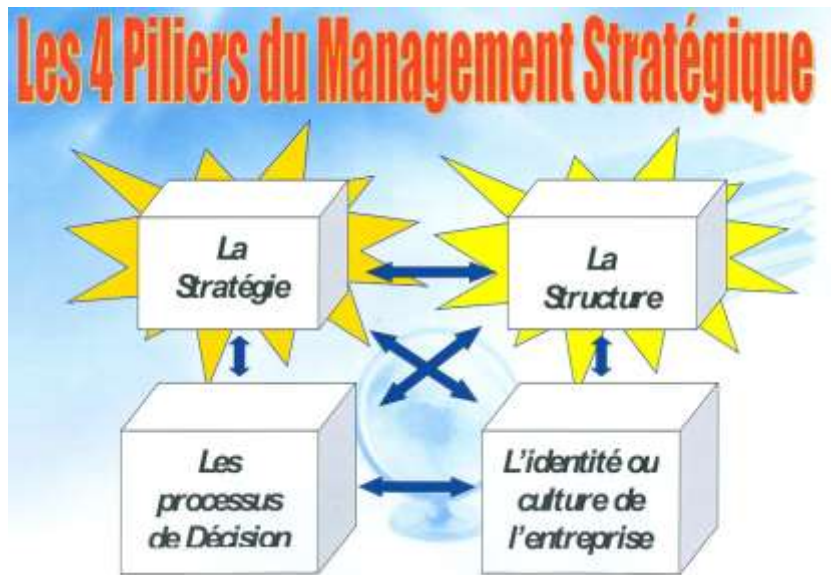 Les 4 Piliers du Management Stratégique
La
Stratégie
La
Structure
Les
processus
de Décision
L'identité ou
culture de
l'entreprise